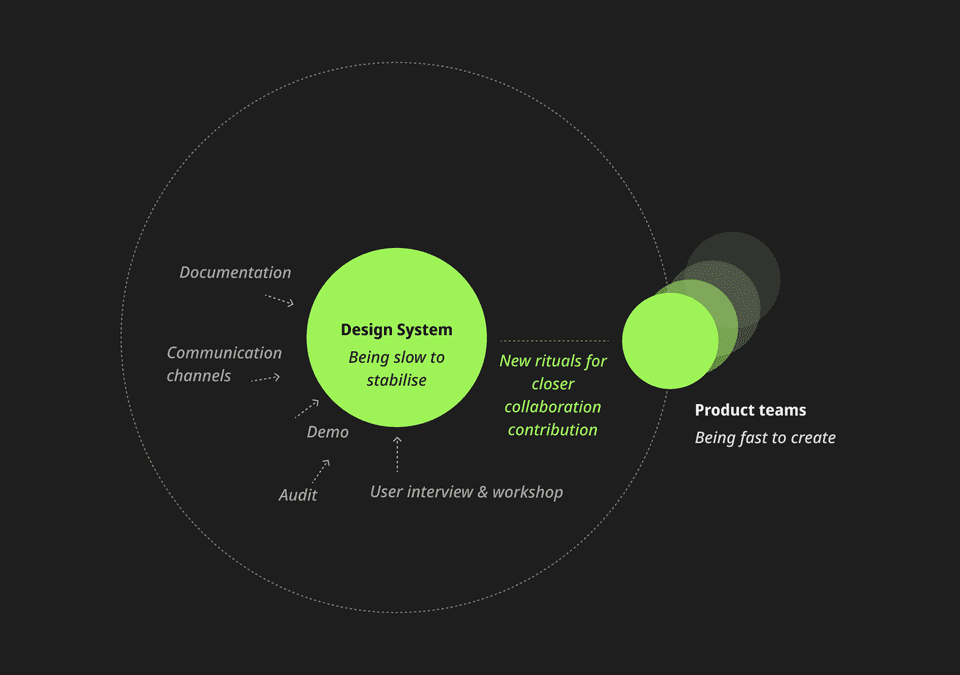 Documentation
Communication
channels
Demo
Audit
User interview & workshop
Design System
Being slow to
stabilise
New rituals for
closer
collaboration
contribution
Product teams
Being fast to create